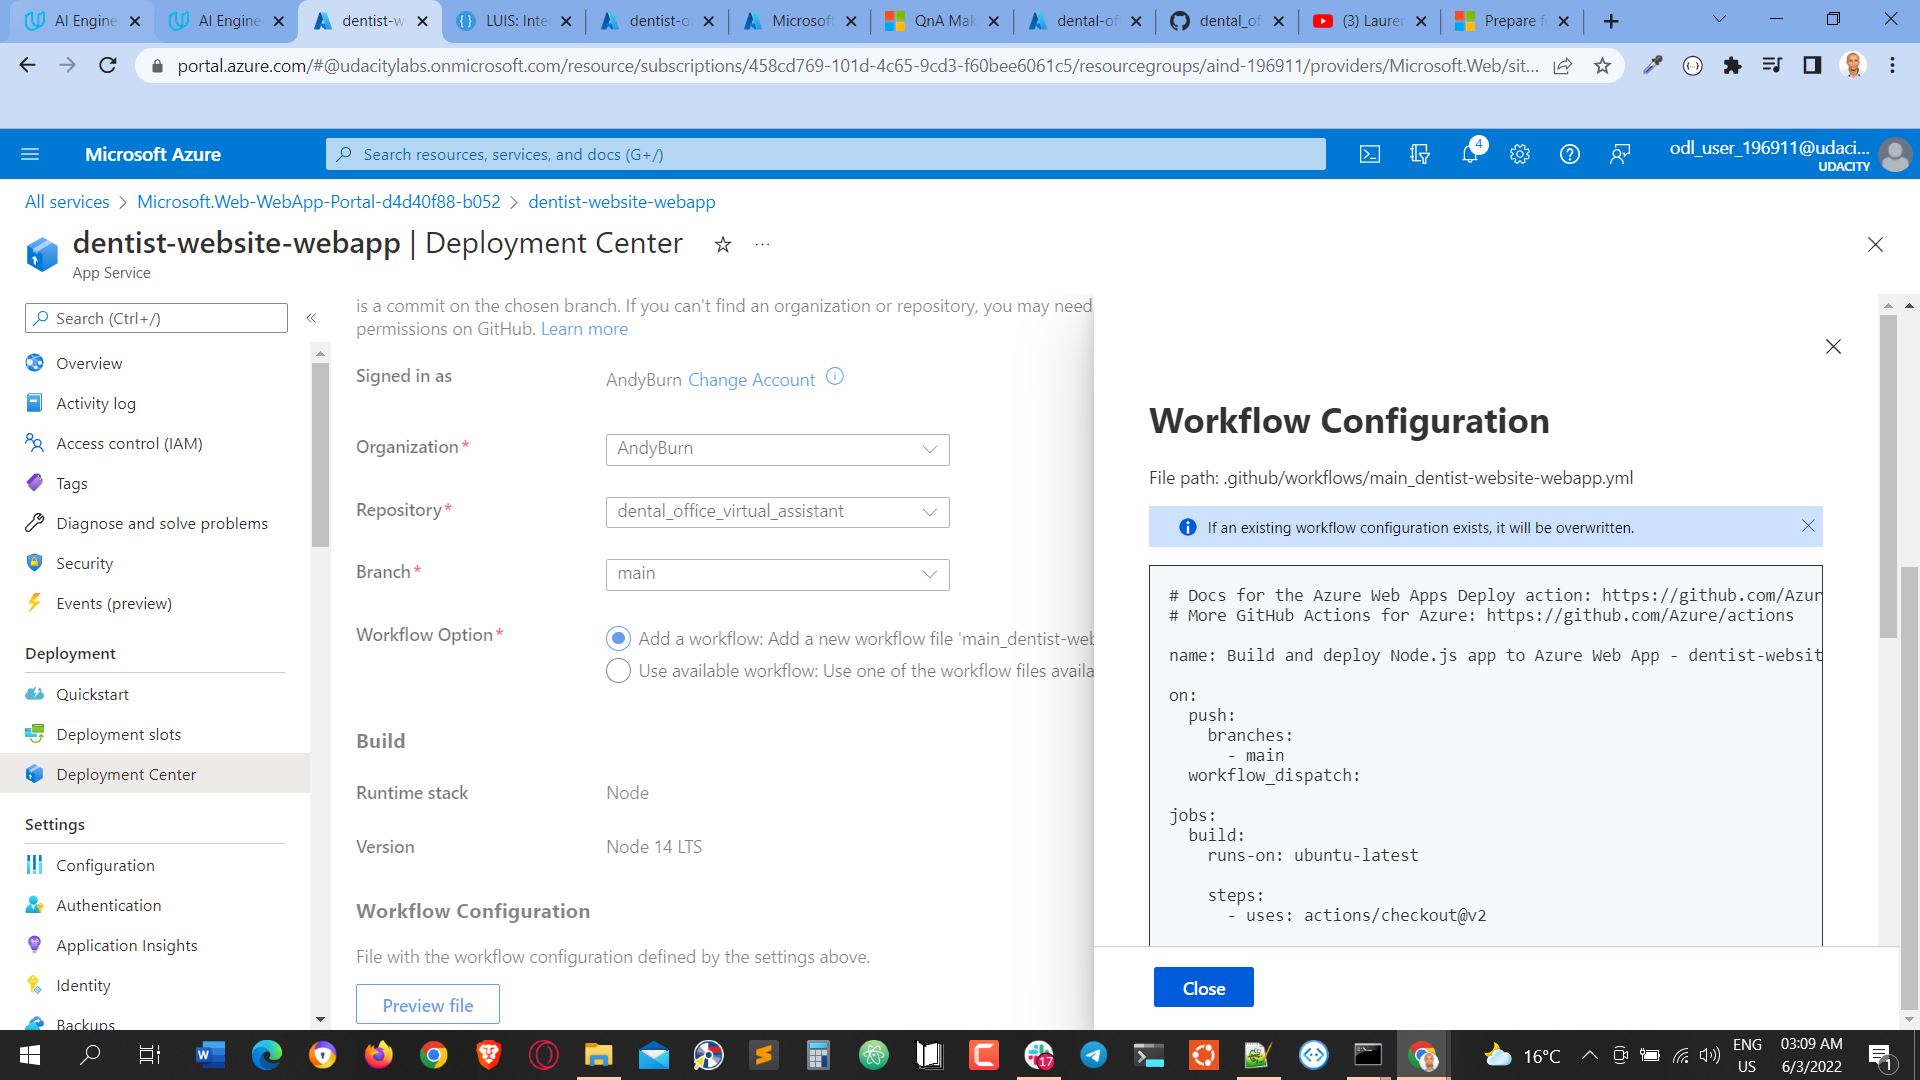 AI Engine
AI Engine
dentist-w
LUIS: Inte
dentist-o
Microsoft
QnA Mak
dental-of
dental_of
(3) Lauren
Prepare f
portal.azure.com/#@udacitylabs.onmicrosoft.com/resource/subscriptions/458cd769-101d-4c65-9cd3-f60bee6061c5/resourcegroups/aind-196911/providers/Microsoft.Web/sit...
Microsoft Azure
Search resources, services, and docs (G+/)
4
odl_user_196911@udaci...
UDACITY
All services > Microsoft.Web-WebApp-Portal-d4d40f88-b052 > dentist-website-webapp
dentist-website-webapp | Deployment Center
App Service
Search (Ctrl+/)
Overview
Activity log
Access control (IAM)
Tags
Diagnose and solve problems
Security
Events (preview)
Deployment
Quickstart
Deployment slots
Deployment Center
Settings
Configuration
Authentication
Application Insights
Identity
Backups
is a commit on the chosen branch. If you can't find an organization or repository, you may need
permissions on GitHub. Learn more
Signed in as
AndyBurn Change Account
Organization*
AndyBurn
Repository*
dental_office_virtual_assistant
Branch*
main
Workflow Option*
Add a workflow: Add a new workflow file 'main_dentist-web
Use available workflow: Use one of the workflow files availa
Build
Runtime stack
Node
Version
Node 14 LTS
Workflow Configuration
File with the workflow configuration defined by the settings above.
Preview file
Workflow Configuration
File path: .github/workflows/main_dentist-website-webapp.yml
If an existing workflow configuration exists, it will be overwritten.
# Docs for the Azure Web Apps Deploy action: https://github.com/Azur
# More GitHub Actions for Azure: https://github.com/Azure/actions
name: Build and deploy Node.js app to Azure Web App - dentist-websit
on:
push:
branches:
- main
workflow_dispatch:
jobs:
build:
runs-on: ubuntu-latest
steps:
- uses: actions/checkout@v2
Close
17
16°C
ENG
US
03:09 AM
6/3/2022
1